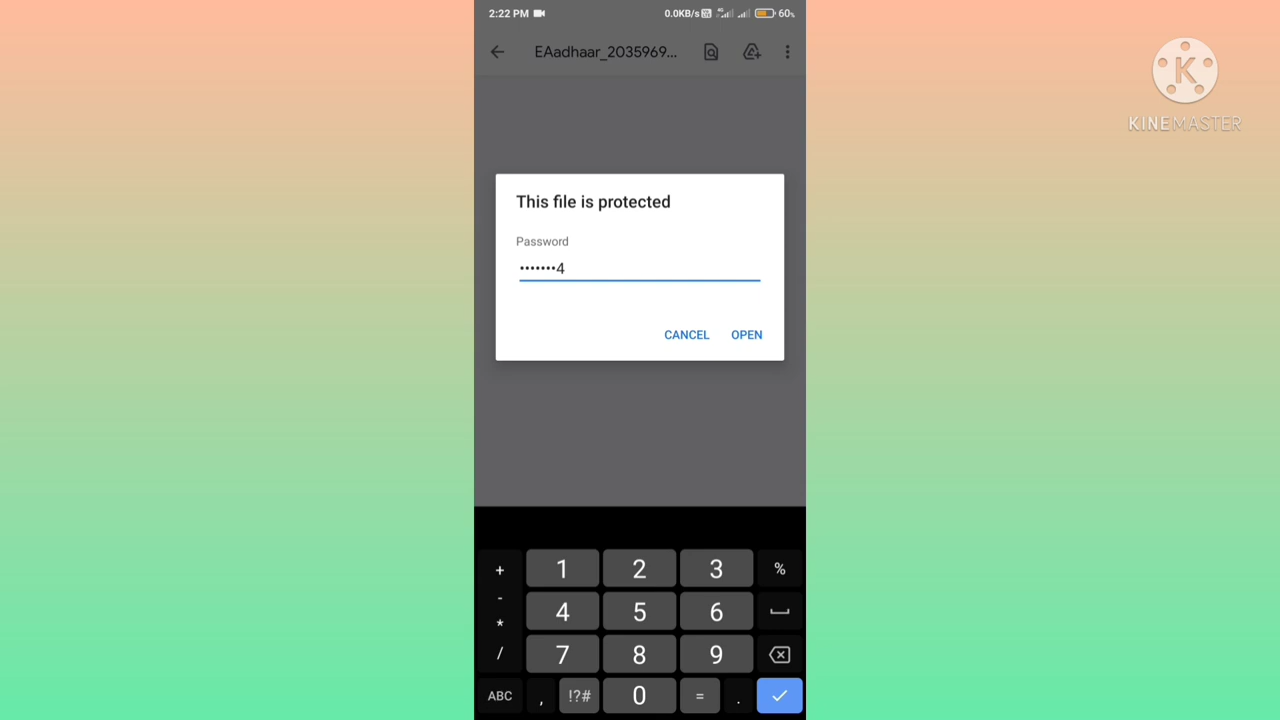 2:22 PM 0.0KB/s 4G 60%
EAadhaar_2035969...
K
KINEMASTER
This file is protected
Password
•••••••4
CANCEL OPEN
+ 1 2 3 %
- 4 5 6
*
/ 7 8 9
ABC , !?# 0 = .